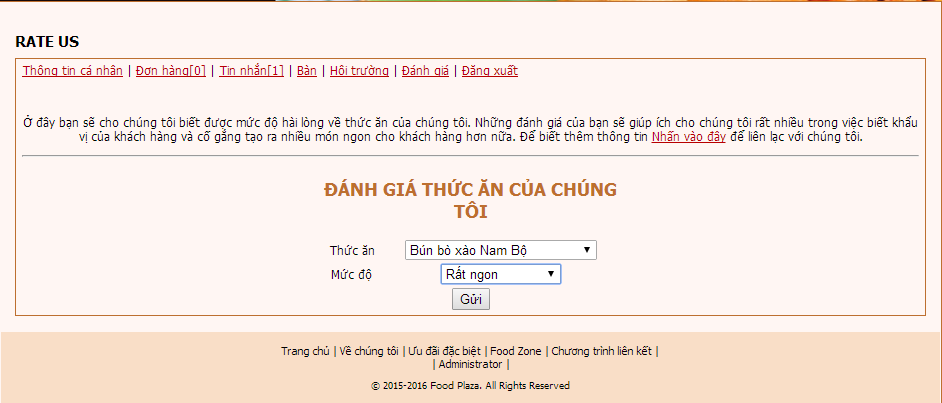 RATE US
Thông tin cá nhân | Đơn hàng[0] | Tin nhắn[1] | Bàn | Hội trường | Đánh giá | Đăng xuất
Ở đây bạn sẽ cho chúng tôi biết được mức độ hài lòng về thức ăn của chúng tôi. Những đánh giá của bạn sẽ giúp ích cho chúng tôi rất nhiều trong việc biết khẩu
vị của khách hàng và cố gắng tạo ra nhiều món ngon cho khách hàng hơn nữa. Để biết thêm thông tin Nhấn vào đây để liên lạc với chúng tôi.
ĐÁNH GIÁ THỨC ĂN CỦA CHÚNG
TÔI
Thức ăn Bún bò xào Nam Bộ
Mức độ Rất ngon
Gửi
Trang chủ | Về chúng tôi | Ưu đãi đặc biệt | Food Zone | Chương trình liên kết |
| Administrator |
© 2015-2016 Food Plaza. All Rights Reserved